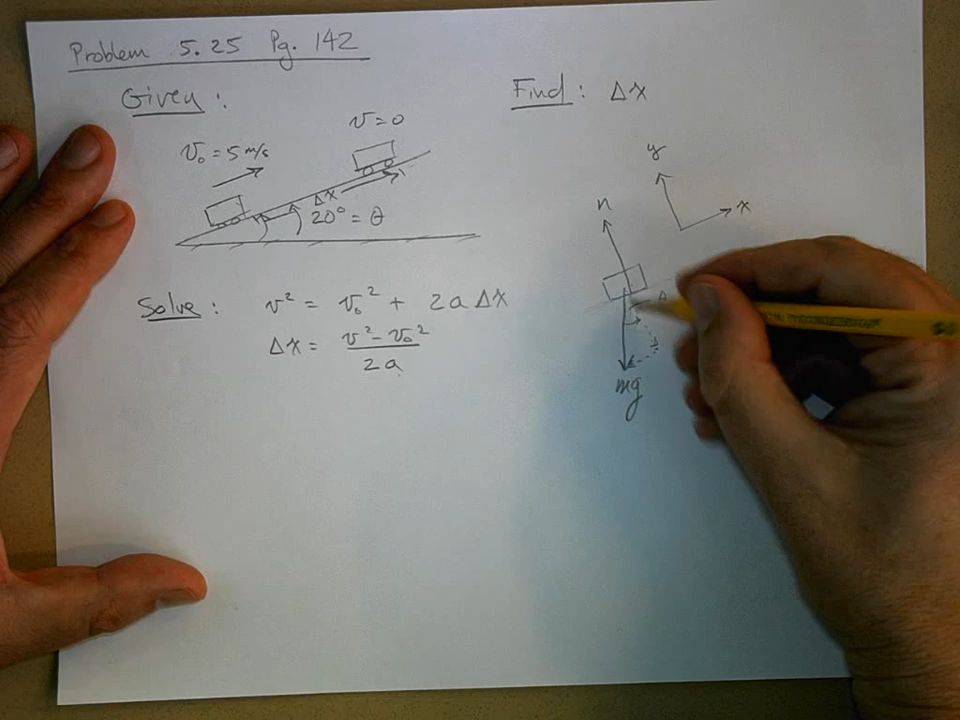 Problem 5.25 Pg. 142
Given:
Find: Δx
v=0
v₀ = 5 m/s
Δx
20° = θ
y
x
n
Solve: v² = v₀² + 2aΔx
Δx = (v² - v₀²) / 2a
mg